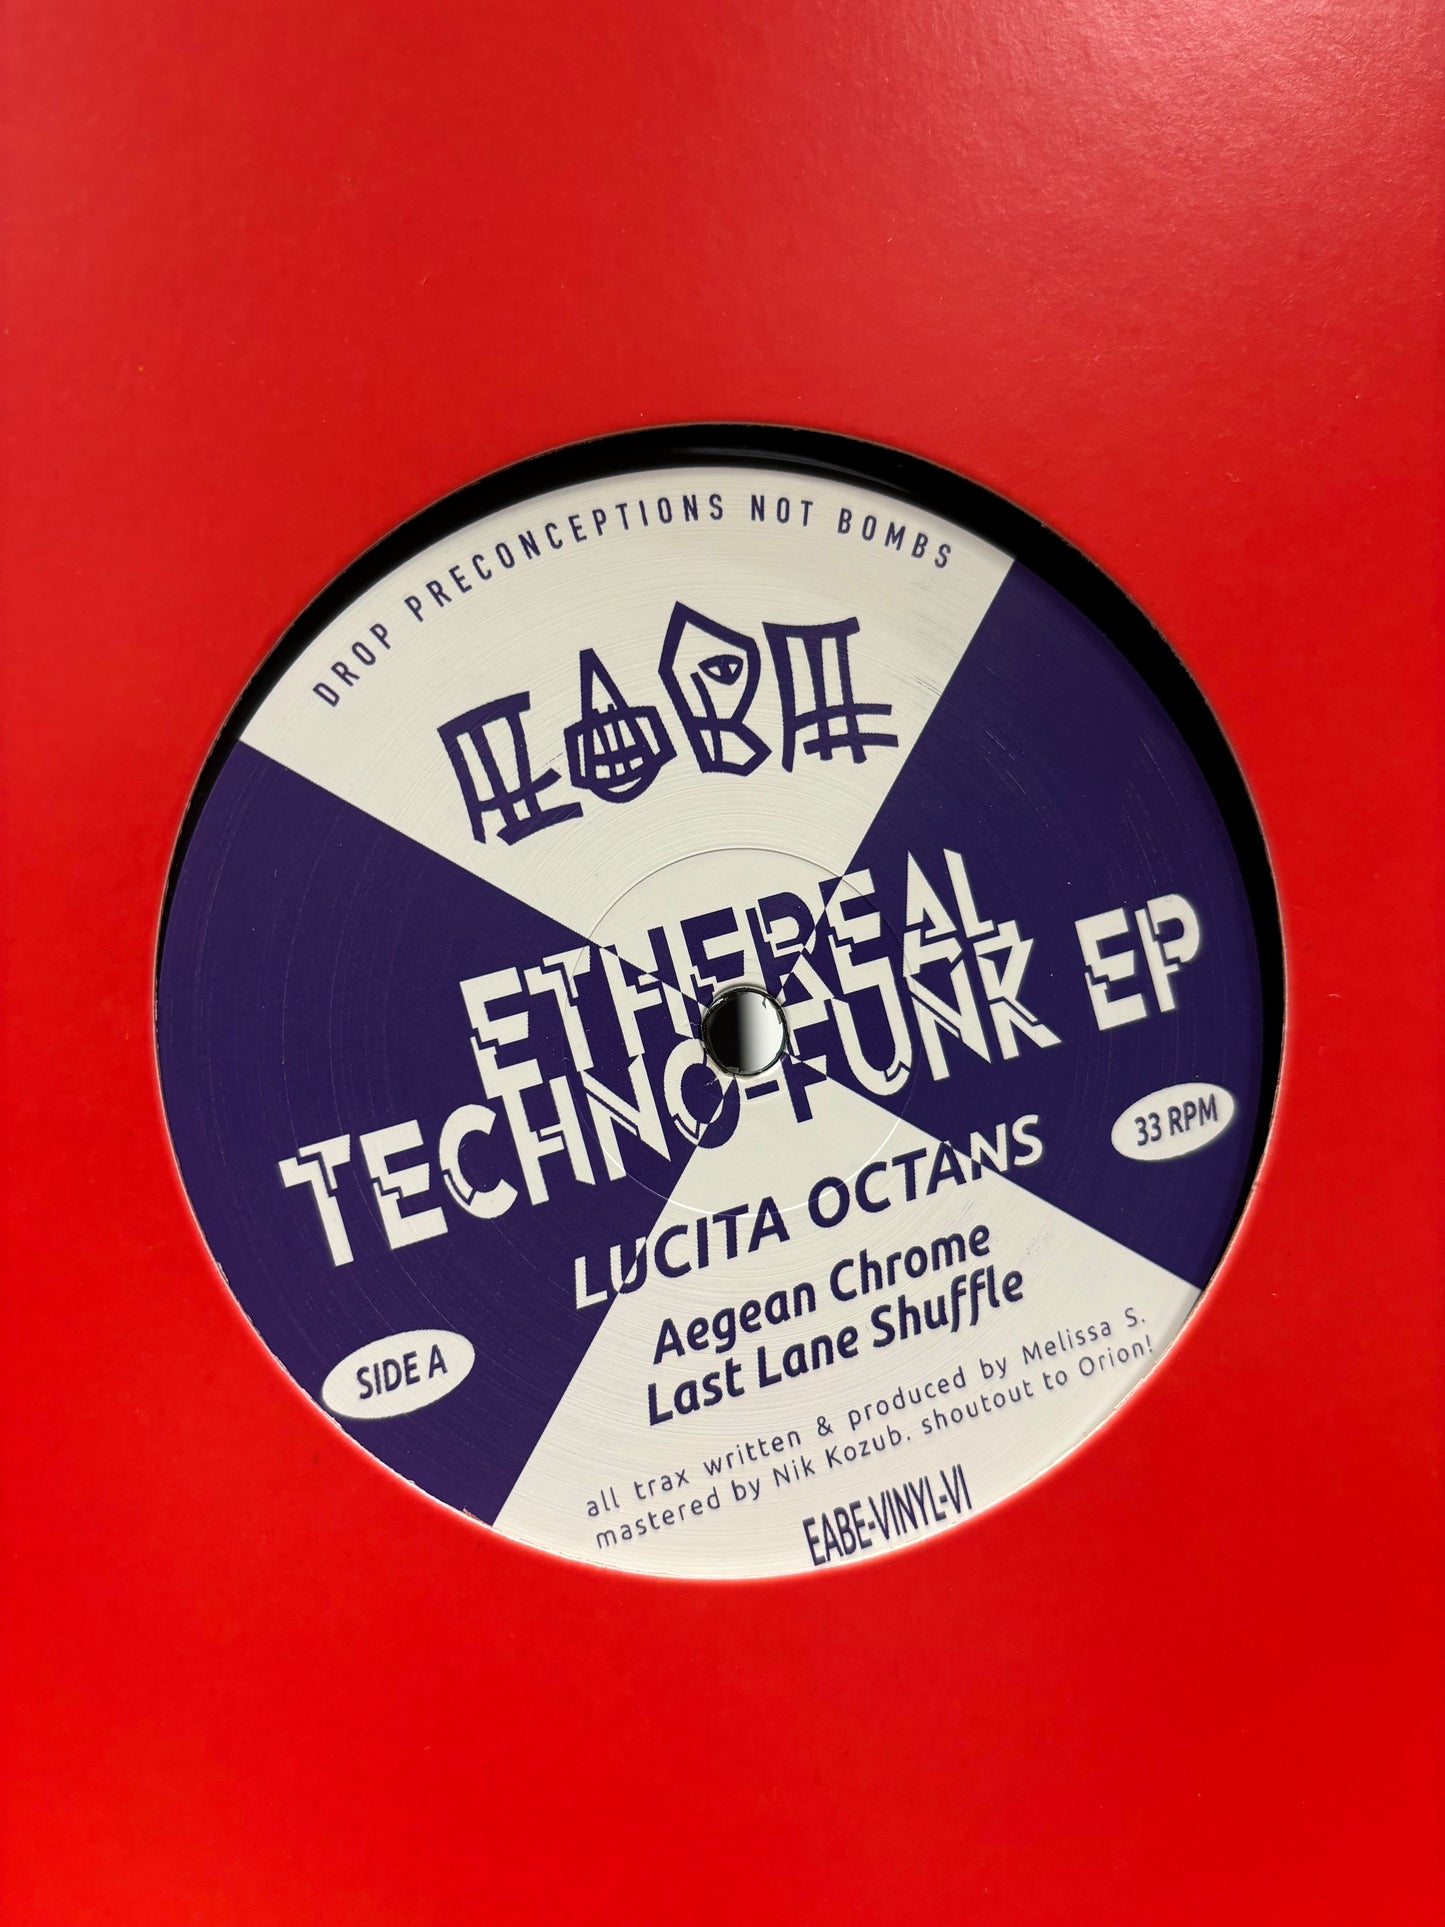 DROP PRECONCEPTIONS NOT BOMBS
EABE
ETHEREAL
TECHNO-FUNK EP
33 RPM
LUCITA OCTANS
SIDE A
Aegean Chrome
Last Lane Shuffle
all trax written & produced by Melissa S.
mastered by Nik Kozub. shoutout to Orion!
EABE-VINYL-VI